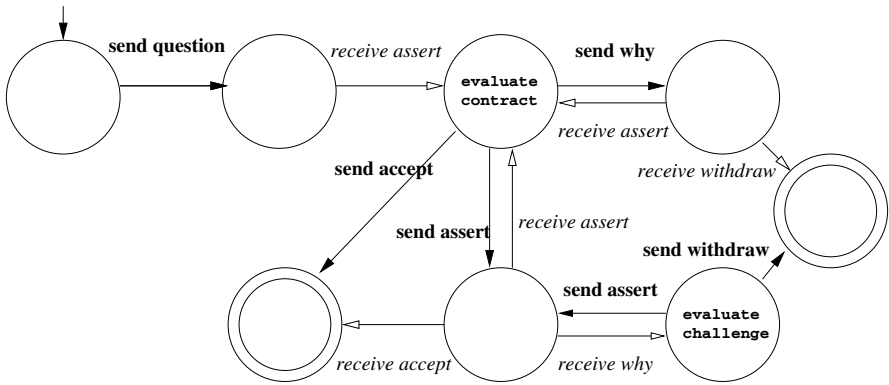 send question
receive assert
send why
evaluate
contract
receive assert
send accept
receive withdraw
send assert
receive assert
send withdraw
send assert
evaluate
challenge
receive accept
receive why